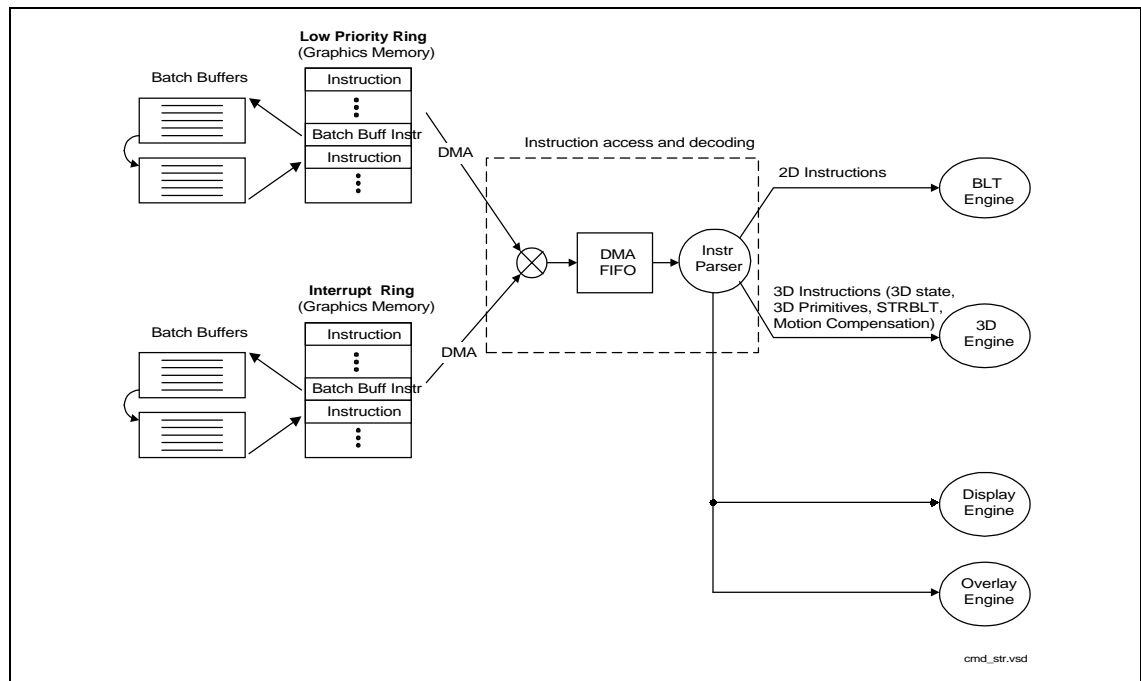 Low Priority Ring
(Graphics Memory)
Batch Buffers
Instruction
Batch Buff Instr
Instruction
DMA
Instruction access and decoding
2D Instructions
BLT
Engine
DMA
FIFO
Instr
Parser
3D Instructions (3D state,
3D Primitives, STRBLT,
Motion Compensation)
3D
Engine
Interrupt Ring
(Graphics Memory)
Batch Buffers
Instruction
Batch Buff Instr
Instruction
DMA
Display
Engine
Overlay
Engine
cmd_str.vsd